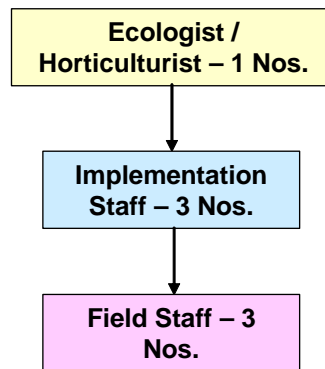 Ecologist /
Horticulturist – 1 Nos.
Implementation
Staff – 3 Nos.
Field Staff – 3
Nos.